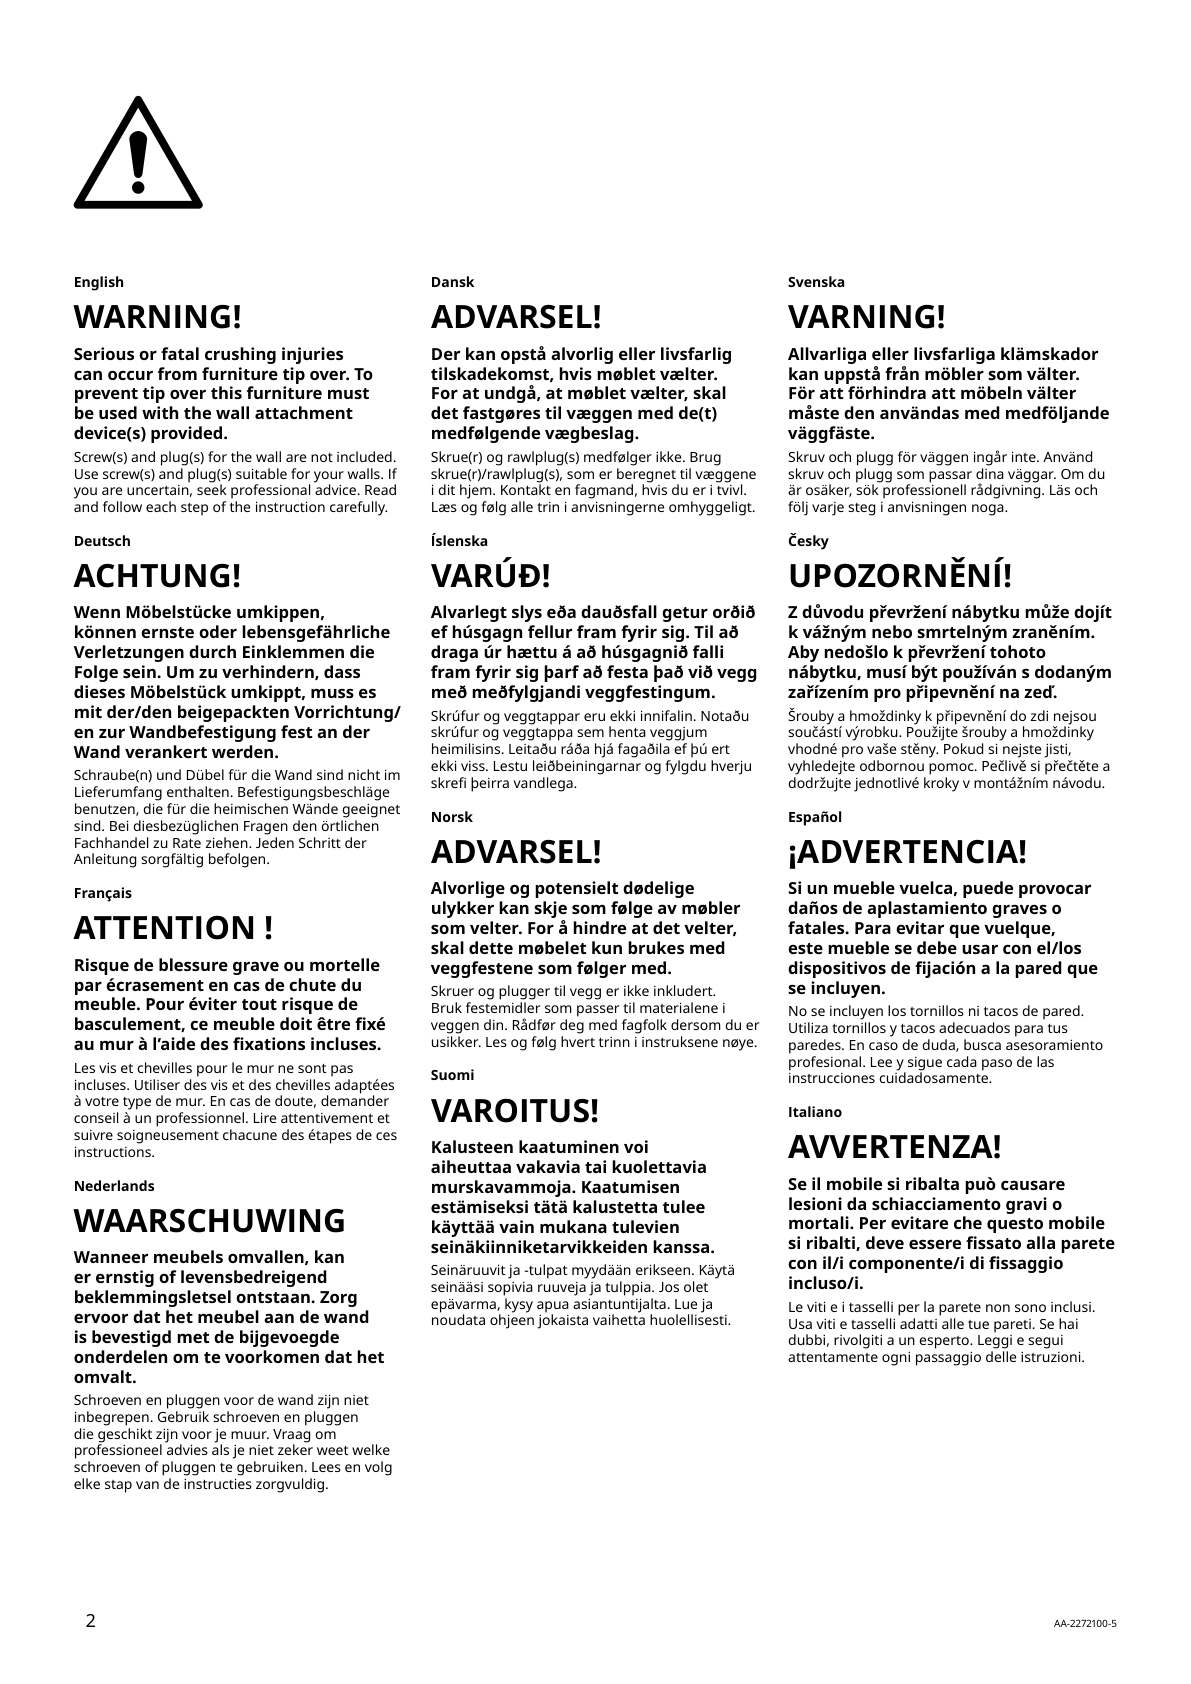 English
WARNING!
Serious or fatal crushing injuries
can occur from furniture tip over. To
prevent tip over this furniture must
be used with the wall attachment
device(s) provided.
Screw(s) and plug(s) for the wall are not included.
Use screw(s) and plug(s) suitable for your walls. If
you are uncertain, seek professional advice. Read
and follow each step of the instruction carefully.
Deutsch
ACHTUNG!
Wenn Möbelstücke umkippen,
können ernste oder lebensgefährliche
Verletzungen durch Einklemmen die
Folge sein. Um zu verhindern, dass
dieses Möbelstück umkippt, muss es
mit der/den beigepackten Vorrichtung/
en zur Wandbefestigung fest an der
Wand verankert werden.
Schraube(n) und Dübel für die Wand sind nicht im
Lieferumfang enthalten. Befestigungsbeschläge
benutzen, die für die heimischen Wände geeignet
sind. Bei diesbezüglichen Fragen den örtlichen
Fachhandel zu Rate ziehen. Jeden Schritt der
Anleitung sorgfältig befolgen.
Français
ATTENTION !
Risque de blessure grave ou mortelle
par écrasement en cas de chute du
meuble. Pour éviter tout risque de
basculement, ce meuble doit être fixé
au mur à l’aide des fixations incluses.
Les vis et chevilles pour le mur ne sont pas
incluses. Utiliser des vis et des chevilles adaptées
à votre type de mur. En cas de doute, demander
conseil à un professionnel. Lire attentivement et
suivre soigneusement chacune des étapes de ces
instructions.
Nederlands
WAARSCHUWING
Wanneer meubels omvallen, kan
er ernstig of levensbedreigend
beklemmingsletsel ontstaan. Zorg
ervoor dat het meubel aan de wand
is bevestigd met de bijgevoegde
onderdelen om te voorkomen dat het
omvalt.
Schroeven en pluggen voor de wand zijn niet
inbegrepen. Gebruik schroeven en pluggen
die geschikt zijn voor je muur. Vraag om
professioneel advies als je niet zeker weet welke
schroeven of pluggen te gebruiken. Lees en volg
elke stap van de instructies zorgvuldig.
Dansk
ADVARSEL!
Der kan opstå alvorlig eller livsfarlig
tilskadekomst, hvis møblet vælter.
For at undgå, at møblet vælter, skal
det fastgøres til væggen med de(t)
medfølgende vægbeslag.
Skrue(r) og rawlplug(s) medfølger ikke. Brug
skrue(r)/rawlplug(s), som er beregnet til væggene
i dit hjem. Kontakt en fagmand, hvis du er i tvivl.
Læs og følg alle trin i anvisningerne omhyggeligt.
Íslenska
VARÚÐ!
Alvarlegt slys eða dauðsfall getur orðið
ef húsgagn fellur fram fyrir sig. Til að
draga úr hættu á að húsgagnið falli
fram fyrir sig þarf að festa það við vegg
með meðfylgjandi veggfestingum.
Skrúfur og veggtappar eru ekki innifalin. Notaðu
skrúfur og veggtappa sem henta veggjum
heimilisins. Leitaðu ráða hjá fagaðila ef þú ert
ekki viss. Lestu leiðbeiningarnar og fylgdu hverju
skrefi þeirra vandlega.
Norsk
ADVARSEL!
Alvorlige og potensielt dødelige
ulykker kan skje som følge av møbler
som velter. For å hindre at det velter,
skal dette møbelet kun brukes med
veggfestene som følger med.
Skruer og plugger til vegg er ikke inkludert.
Bruk festemidler som passer til materialene i
veggen din. Rådfør deg med fagfolk dersom du er
usikker. Les og følg hvert trinn i instruksene nøye.
Suomi
VAROITUS!
Kalusteen kaatuminen voi
aiheuttaa vakavia tai kuolettavia
murskavammoja. Kaatumisen
estämiseksi tätä kalustetta tulee
käyttää vain mukana tulevien
seinäkiinniketarvikkeiden kanssa.
Seinäruuvit ja -tulpat myydään erikseen. Käytä
seinääsi sopivia ruuveja ja tulppia. Jos olet
epävarma, kysy apua asiantuntijalta. Lue ja
noudata ohjeen jokaista vaihetta huolellisesti.
Svenska
VARNING!
Allvarliga eller livsfarliga klämskador
kan uppstå från möbler som välter.
För att förhindra att möbeln välter
måste den användas med medföljande
väggfäste.
Skruv och plugg för väggen ingår inte. Använd
skruv och plugg som passar dina väggar. Om du
är osäker, sök professionell rådgivning. Läs och
följ varje steg i anvisningen noga.
Česky
UPOZORNĚNÍ!
Z důvodu převržení nábytku může dojít
k vážným nebo smrtelným zraněním.
Aby nedošlo k převržení tohoto
nábytku, musí být používán s dodaným
zařízením pro připevnění na zeď.
Šrouby a hmoždinky k připevnění do zdi nejsou
součástí výrobku. Použijte šrouby a hmoždinky
vhodné pro vaše stěny. Pokud si nejste jisti,
vyhledejte odbornou pomoc. Pečlivě si přečtěte a
dodržujte jednotlivé kroky v montážním návodu.
Español
¡ADVERTENCIA!
Si un mueble vuelca, puede provocar
daños de aplastamiento graves o
fatales. Para evitar que vuelque,
este mueble se debe usar con el/los
dispositivos de fijación a la pared que
se incluyen.
No se incluyen los tornillos ni tacos de pared.
Utiliza tornillos y tacos adecuados para tus
paredes. En caso de duda, busca asesoramiento
profesional. Lee y sigue cada paso de las
instrucciones cuidadosamente.
Italiano
AVVERTENZA!
Se il mobile si ribalta può causare
lesioni da schiacciamento gravi o
mortali. Per evitare che questo mobile
si ribalti, deve essere fissato alla parete
con il/i componente/i di fissaggio
incluso/i.
Le viti e i tasselli per la parete non sono inclusi.
Usa viti e tasselli adatti alle tue pareti. Se hai
dubbi, rivolgiti a un esperto. Leggi e segui
attentamente ogni passaggio delle istruzioni.
2
AA-2272100-5